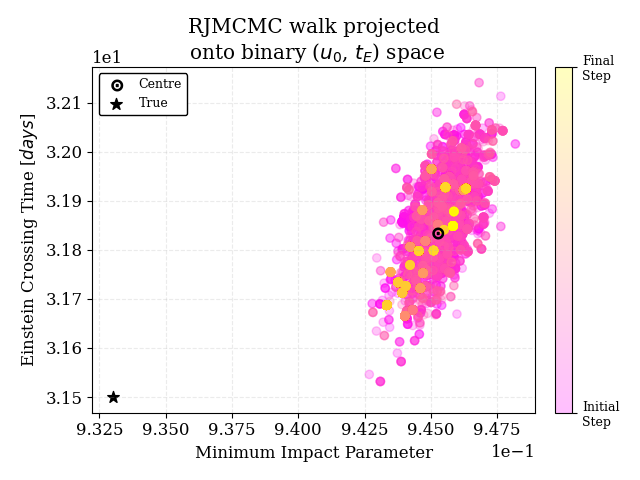 RJMCMC walk projected
onto binary (u₀, t_E) space
1e1
Centre
True
Final
Step
3.21
3.20
3.19
3.18
3.17
3.16
3.15
Einstein Crossing Time [days]
Initial
Step
9.325 9.350 9.375 9.400 9.425 9.450 9.475
Minimum Impact Parameter
1e−1